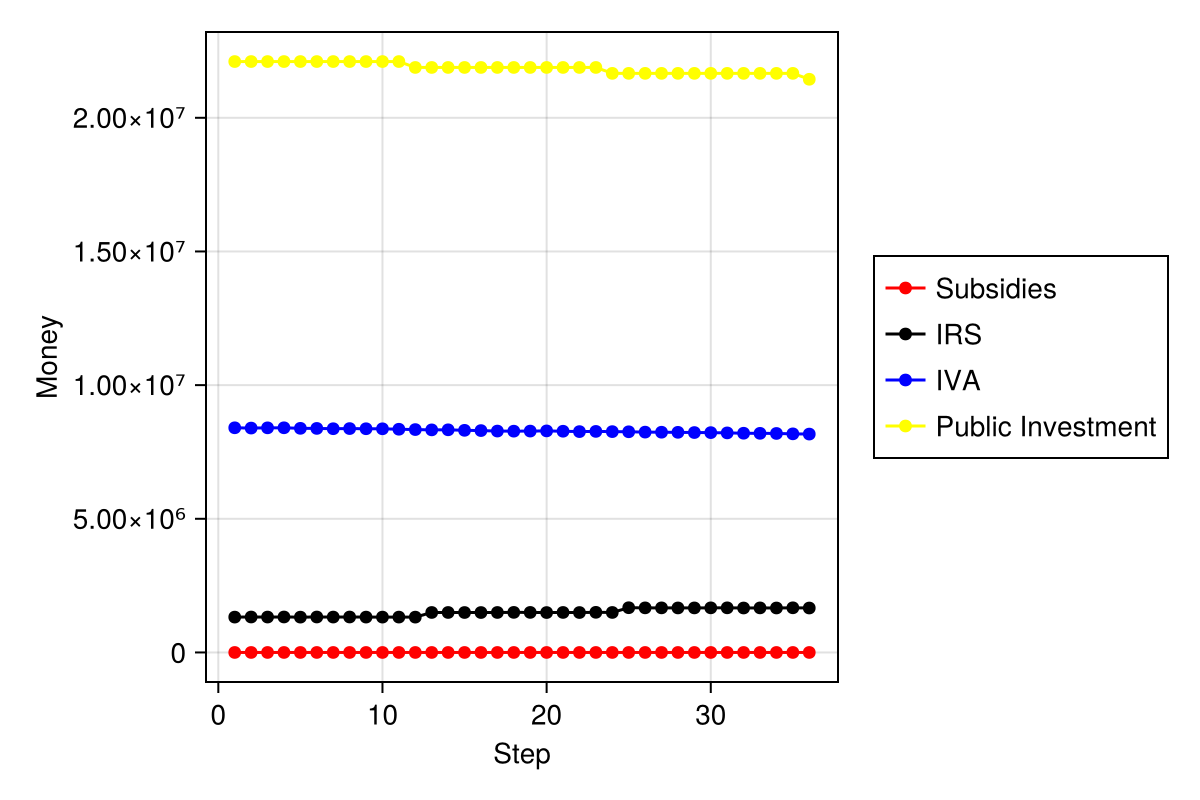 2.00×10⁷
1.50×10⁷
1.00×10⁷
5.00×10⁶
0
Money
0 10 20 30
Step
Subsidies
IRS
IVA
Public Investment